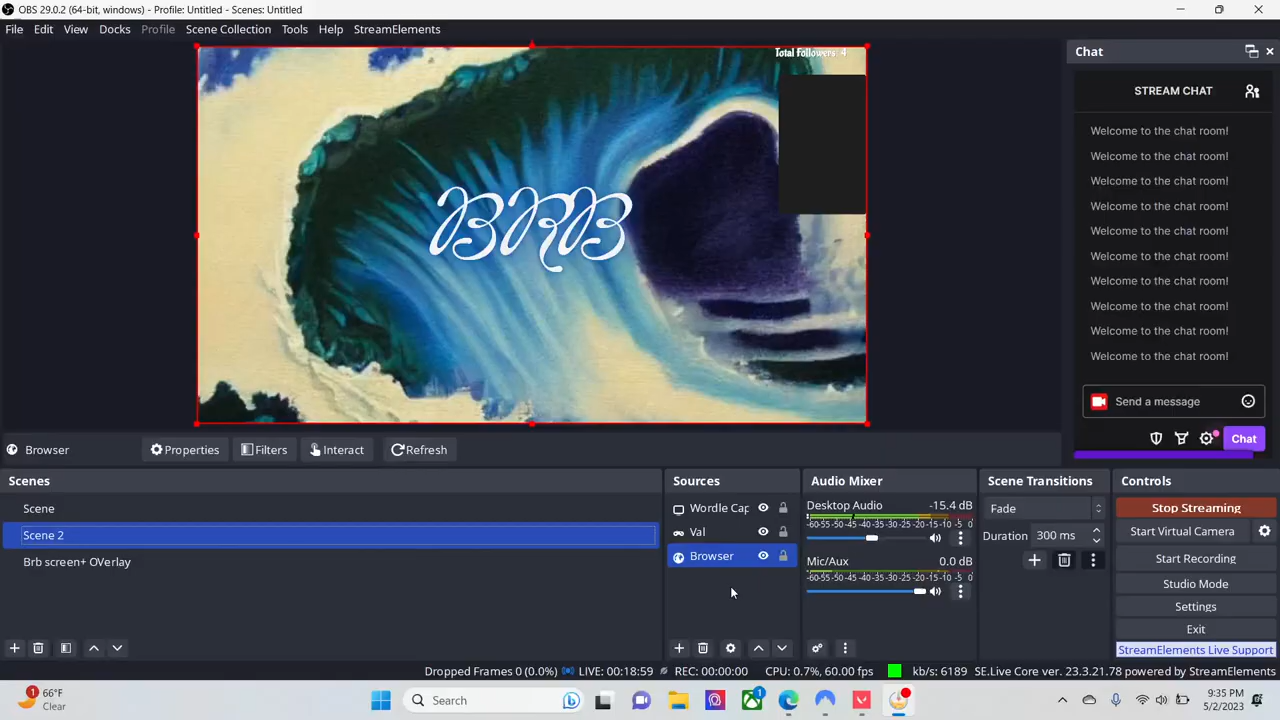 OBS 29.0.2 (64-bit, windows) - Profile: Untitled - Scenes: Untitled
File Edit View Docks Profile Scene Collection Tools Help StreamElements
Total Followers: 4
BRB
Chat
STREAM CHAT
Welcome to the chat room!
Welcome to the chat room!
Welcome to the chat room!
Welcome to the chat room!
Welcome to the chat room!
Welcome to the chat room!
Welcome to the chat room!
Welcome to the chat room!
Welcome to the chat room!
Welcome to the chat room!
Send a message
Chat
Browser Properties Filters Interact Refresh
Scenes
Scene
Scene 2
Brb screen+ OVerlay
Sources
Wordle Cap
Val
Browser
Audio Mixer
Desktop Audio -15.4 dB
-60 -55 -50 -45 -40 -35 -30 -25 -20 -15 -10 -5 0
Mic/Aux 0.0 dB
-60 -55 -50 -45 -40 -35 -30 -25 -20 -15 -10 -5 0
Scene Transitions
Fade
Duration 300 ms
Controls
Stop Streaming
Start Virtual Camera
Start Recording
Studio Mode
Settings
Exit
StreamElements Live Support
Dropped Frames 0 (0.0%) LIVE: 00:18:59 REC: 00:00:00 CPU: 0.7%, 60.00 fps kb/s: 6189 SE.Live Core ver. 23.3.21.78 powered by StreamElements
1
66°F
Clear
Search
1
9:35 PM
5/2/2023